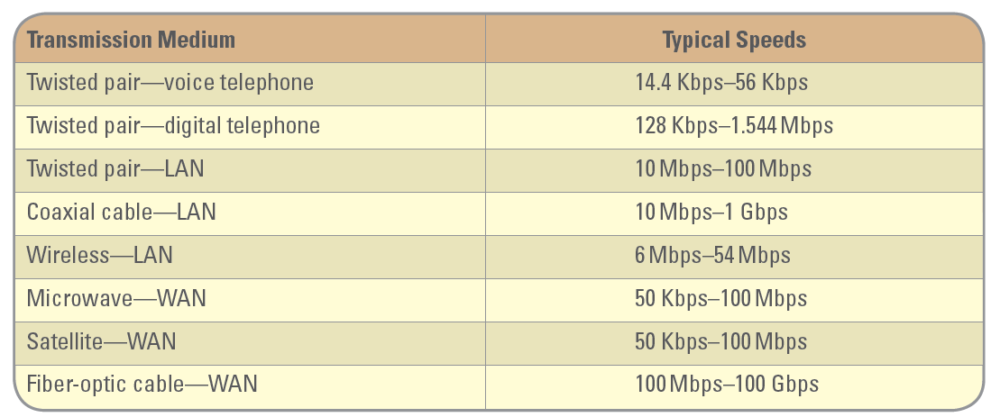 Transmission Medium Typical Speeds
Twisted pair—voice telephone 14.4 Kbps–56 Kbps
Twisted pair—digital telephone 128 Kbps–1.544 Mbps
Twisted pair—LAN 10 Mbps–100 Mbps
Coaxial cable—LAN 10 Mbps–1 Gbps
Wireless—LAN 6 Mbps–54 Mbps
Microwave—WAN 50 Kbps–100 Mbps
Satellite—WAN 50 Kbps–100 Mbps
Fiber-optic cable—WAN 100 Mbps–100 Gbps